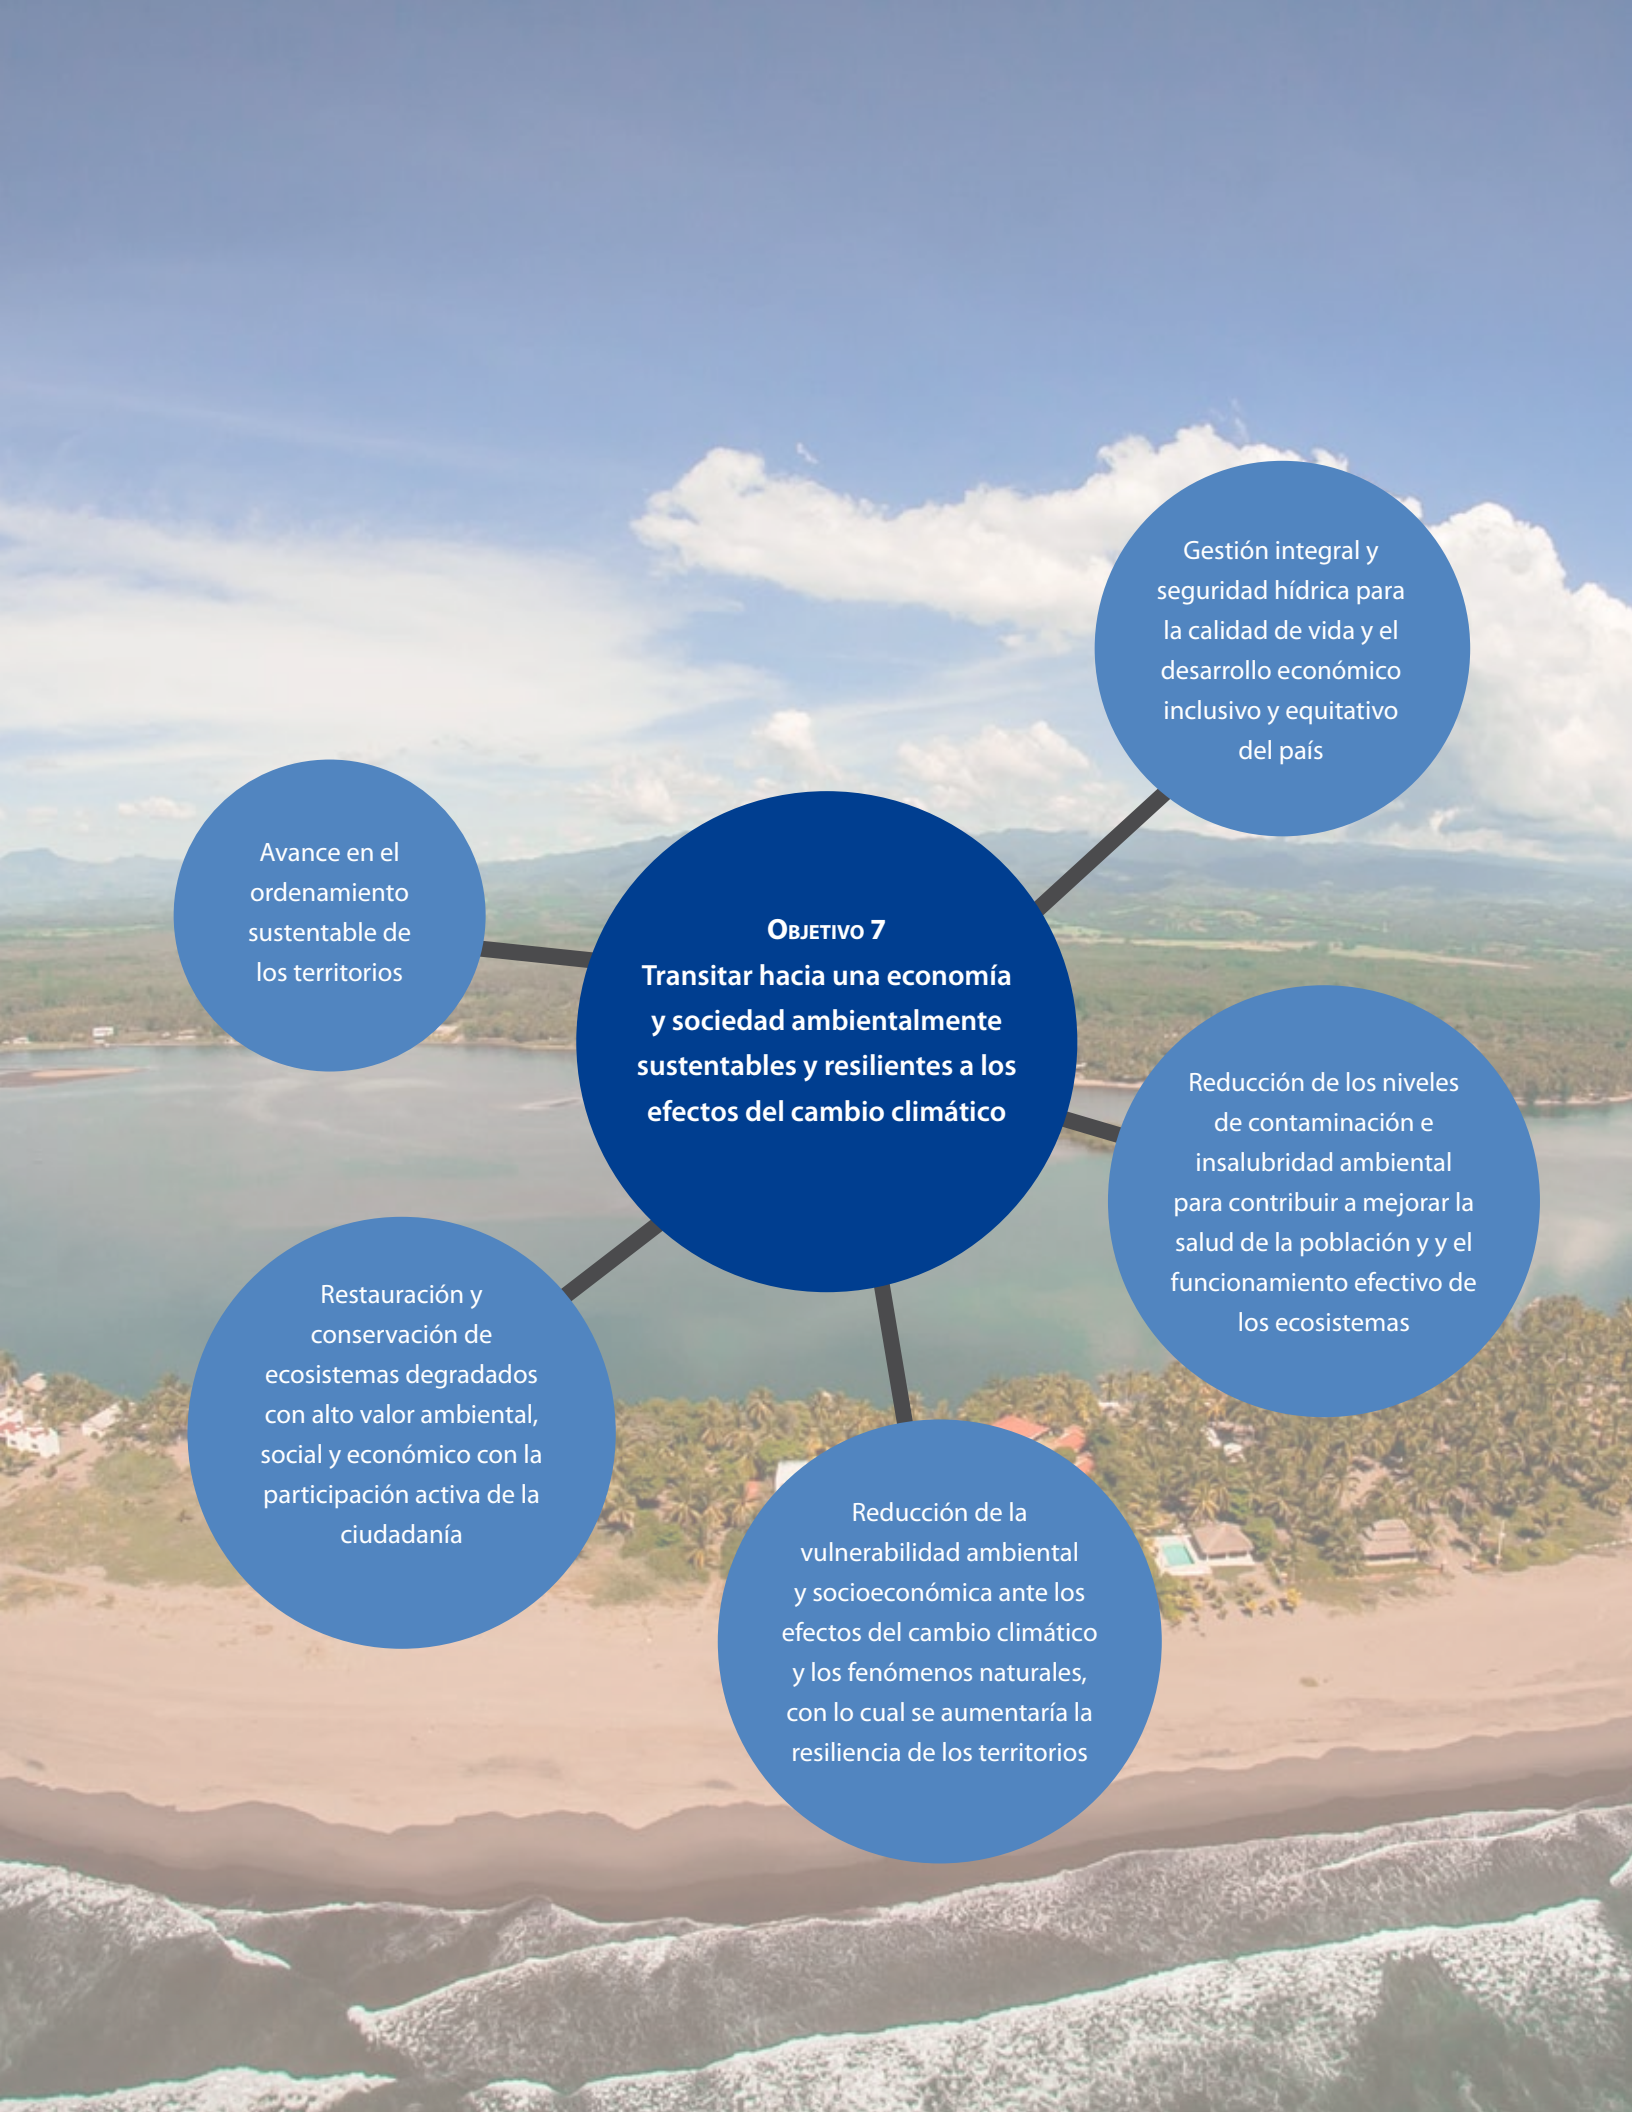 Gestión integral y
seguridad hídrica para
la calidad de vida y el
desarrollo económico
inclusivo y equitativo
del país
Avance en el
ordenamiento
sustentable de
los territorios
Objetivo 7
Transitar hacia una economía
y sociedad ambientalmente
sustentables y resilientes a los
efectos del cambio climático
Reducción de los niveles
de contaminación e
insalubridad ambiental
para contribuir a mejorar la
salud de la población y y el
funcionamiento efectivo de
los ecosistemas
Restauración y
conservación de
ecosistemas degradados
con alto valor ambiental,
social y económico con la
participación activa de la
ciudadanía
Reducción de la
vulnerabilidad ambiental
y socioeconómica ante los
efectos del cambio climático
y los fenómenos naturales,
con lo cual se aumentaría la
resiliencia de los territorios